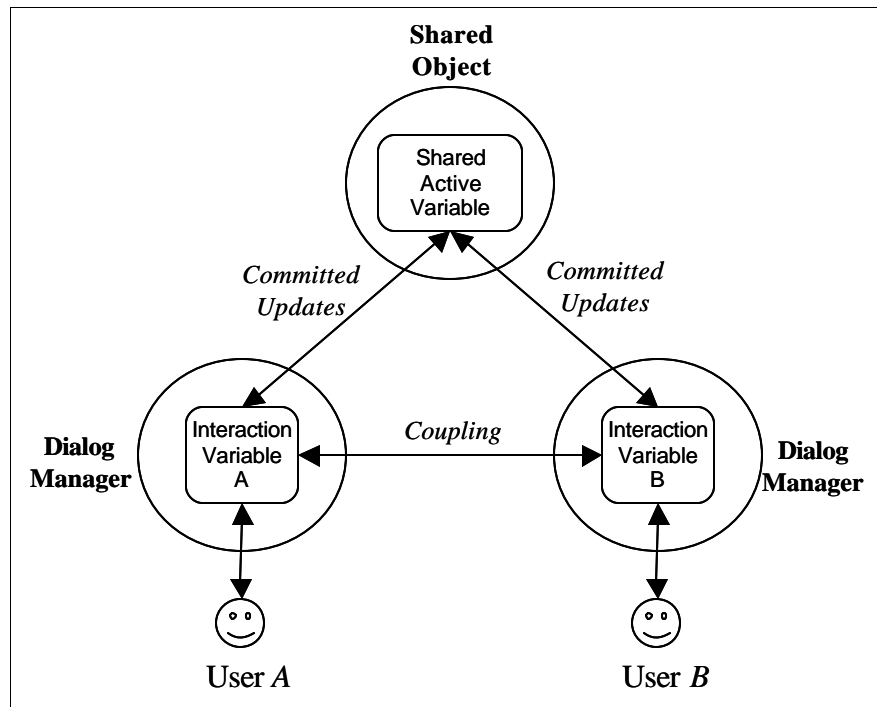 Shared
Object
Shared
Active
Variable
Committed
Updates
Committed
Updates
Dialog
Manager
Interaction
Variable
A
Coupling
Interaction
Variable
B
Dialog
Manager
User A
User B